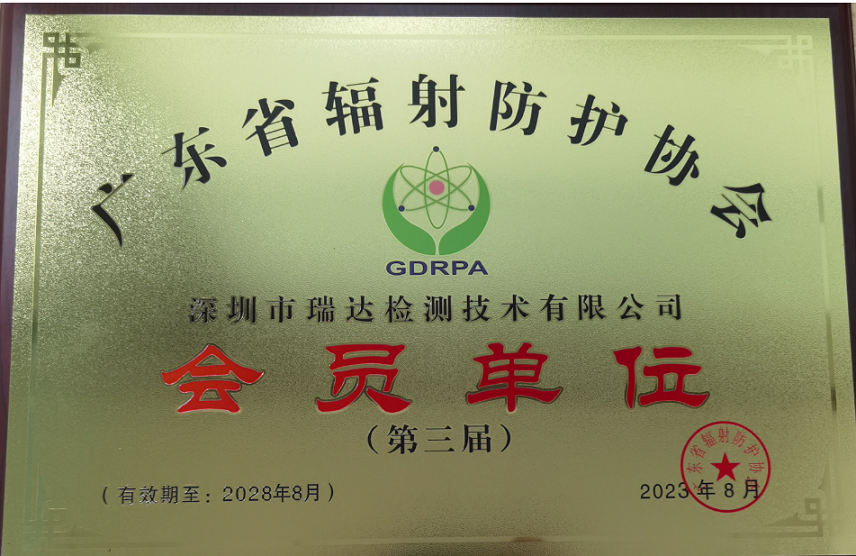 广东省辐射防护协会
GDRPA
深圳市瑞达检测技术有限公司
会员单位
（第三届）
（有效期至：2028年8月）
2023年8月
广东省辐射防护协会